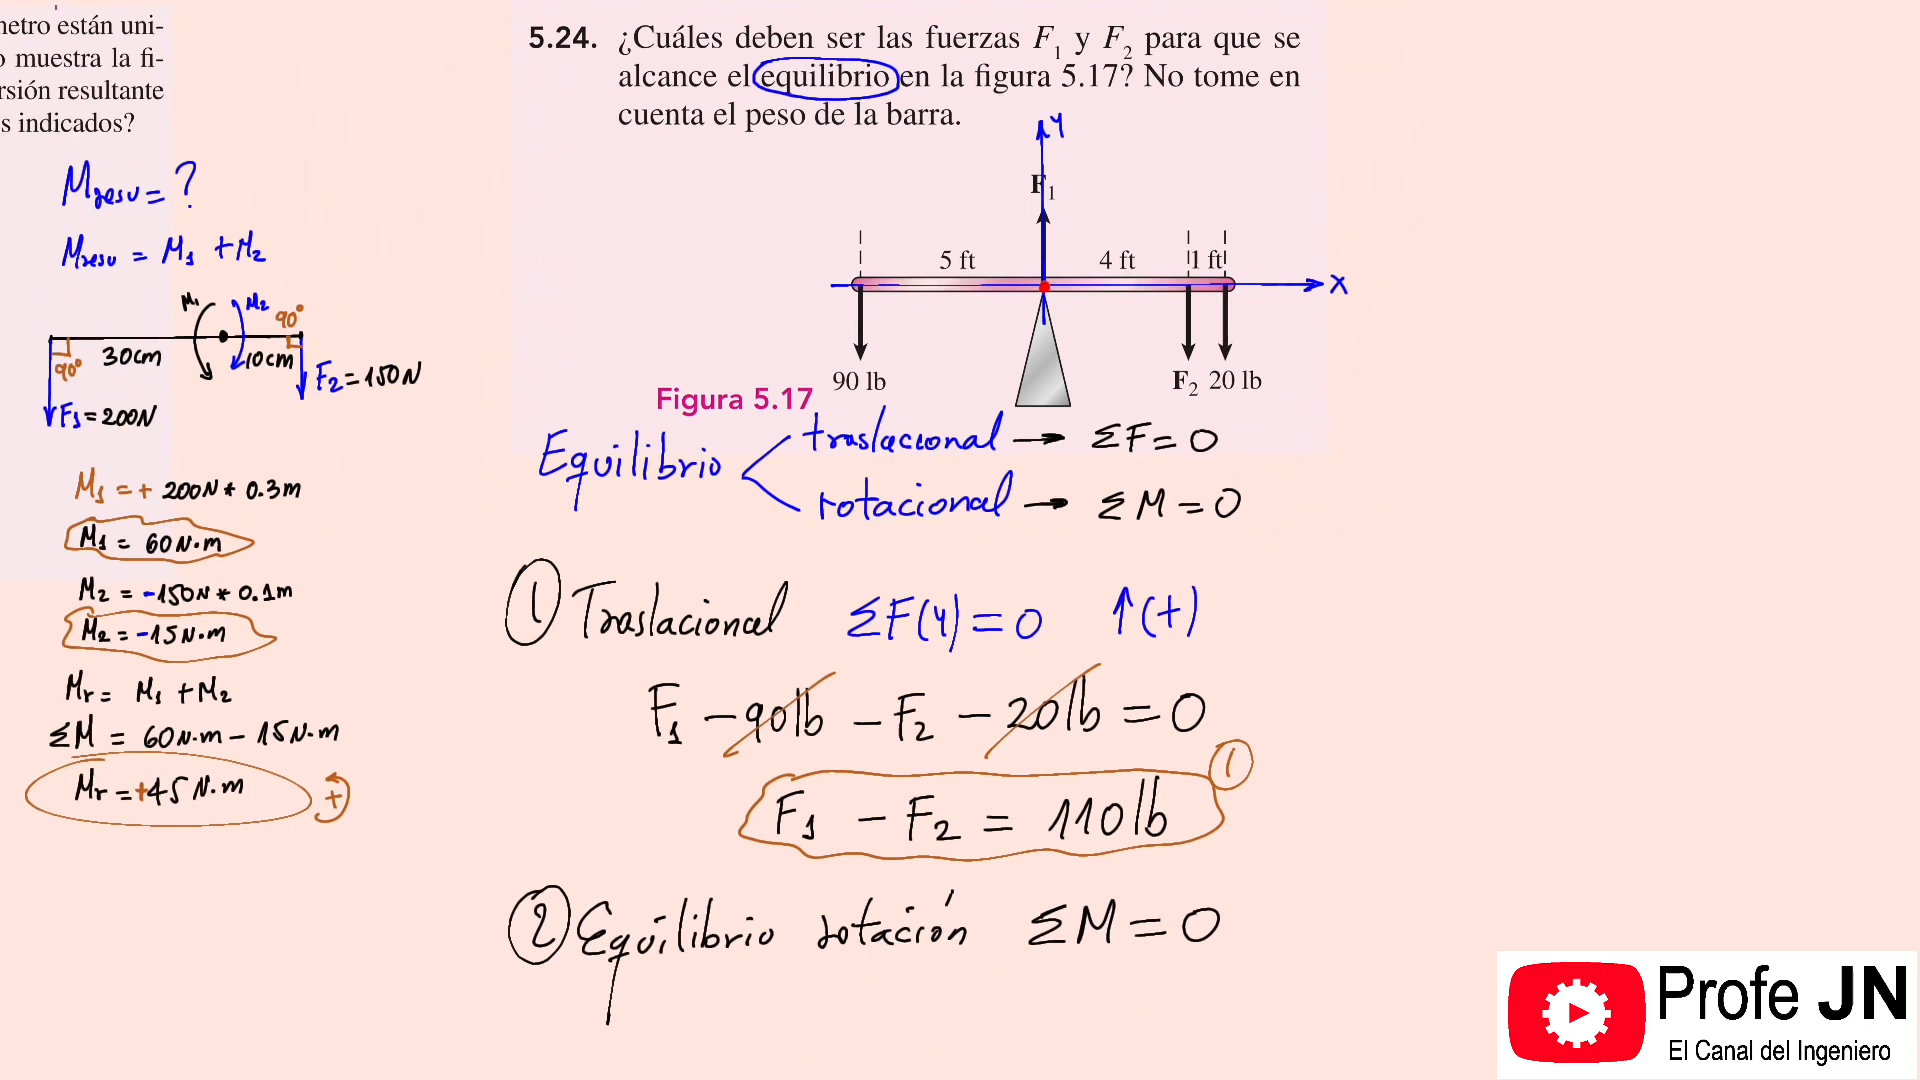 netro están uni-
o muestra la fi-
rsión resultante
s indicados?
Mresu = ?
Mresu = M1 + M2
M1 M2 90°
90° 30cm 10cm
F1 = 200N F2 = 150N
M1 = + 200N * 0.3m
M1 = 60N·m
M2 = -150N * 0.1m
M2 = -15N·m
Mr = M1 + M2
ΣM = 60N·m - 15N·m
Mr = +45N·m +
5.24. ¿Cuáles deben ser las fuerzas F1 y F2 para que se
alcance el equilibrio en la figura 5.17? No tome en
cuenta el peso de la barra.
Y
F1
5 ft 4 ft 1 ft
X
90 lb F2 20 lb
Figura 5.17
Equilibrio
traslacional → ΣF = 0
rotacional → ΣM = 0
1 Traslacional ΣF(Y) = 0 ↑(+)
F1 - 90lb - F2 - 20lb = 0
F1 - F2 = 110lb 1
2 Equilibrio rotación ΣM = 0
Profe JN
El Canal del Ingeniero